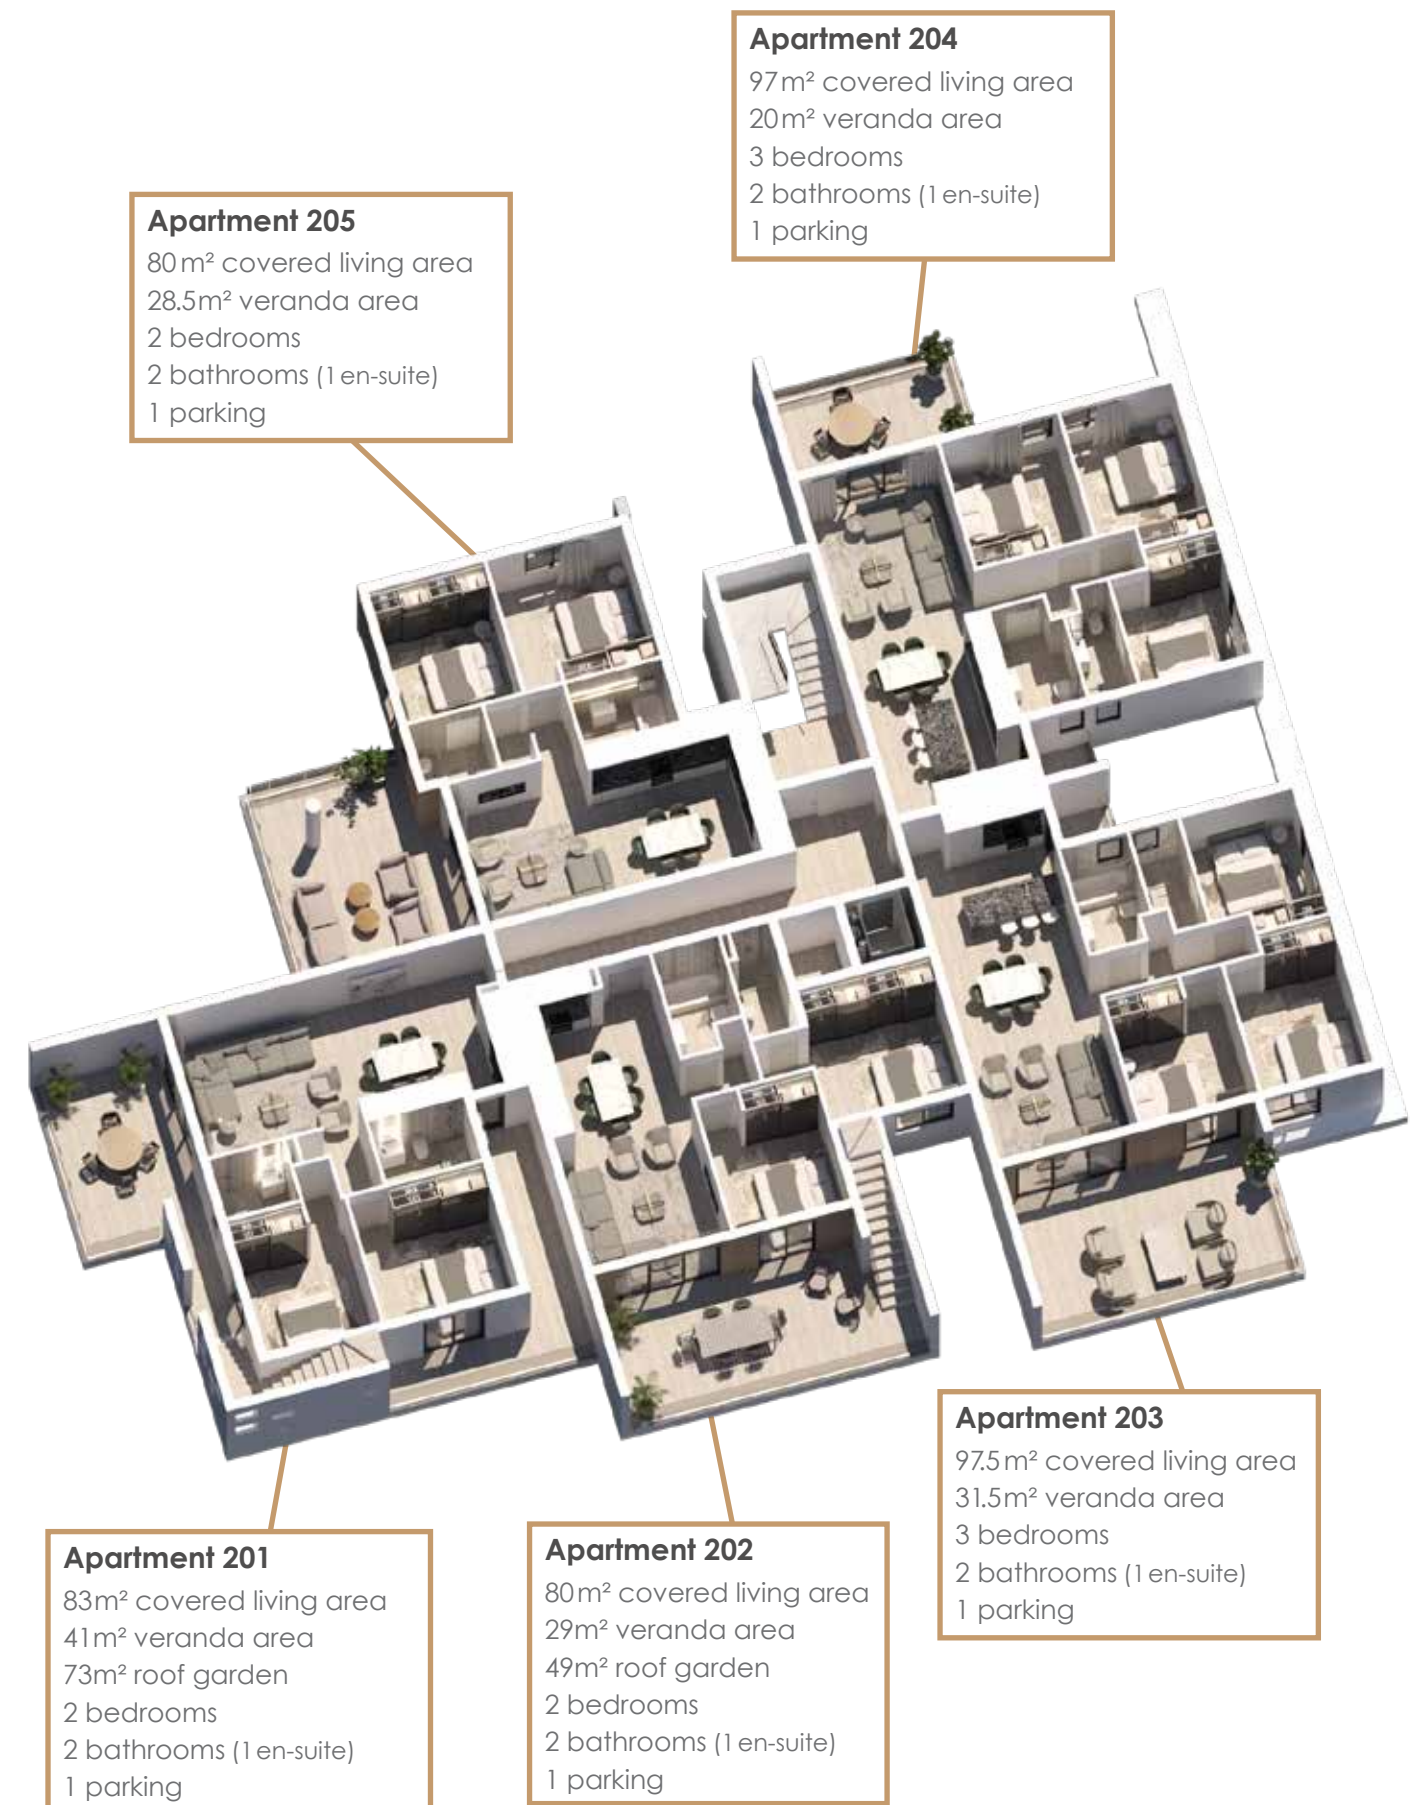 Apartment 204
97m² covered living area
20m² veranda area
3 bedrooms
2 bathrooms (1 en-suite)
1 parking
Apartment 205
80m² covered living area
28.5m² veranda area
2 bedrooms
2 bathrooms (1 en-suite)
1 parking
Apartment 203
97.5m² covered living area
31.5m² veranda area
3 bedrooms
2 bathrooms (1 en-suite)
1 parking
Apartment 201
83m² covered living area
41m² veranda area
73m² roof garden
2 bedrooms
2 bathrooms (1 en-suite)
1 parking
Apartment 202
80m² covered living area
29m² veranda area
49m² roof garden
2 bedrooms
2 bathrooms (1 en-suite)
1 parking